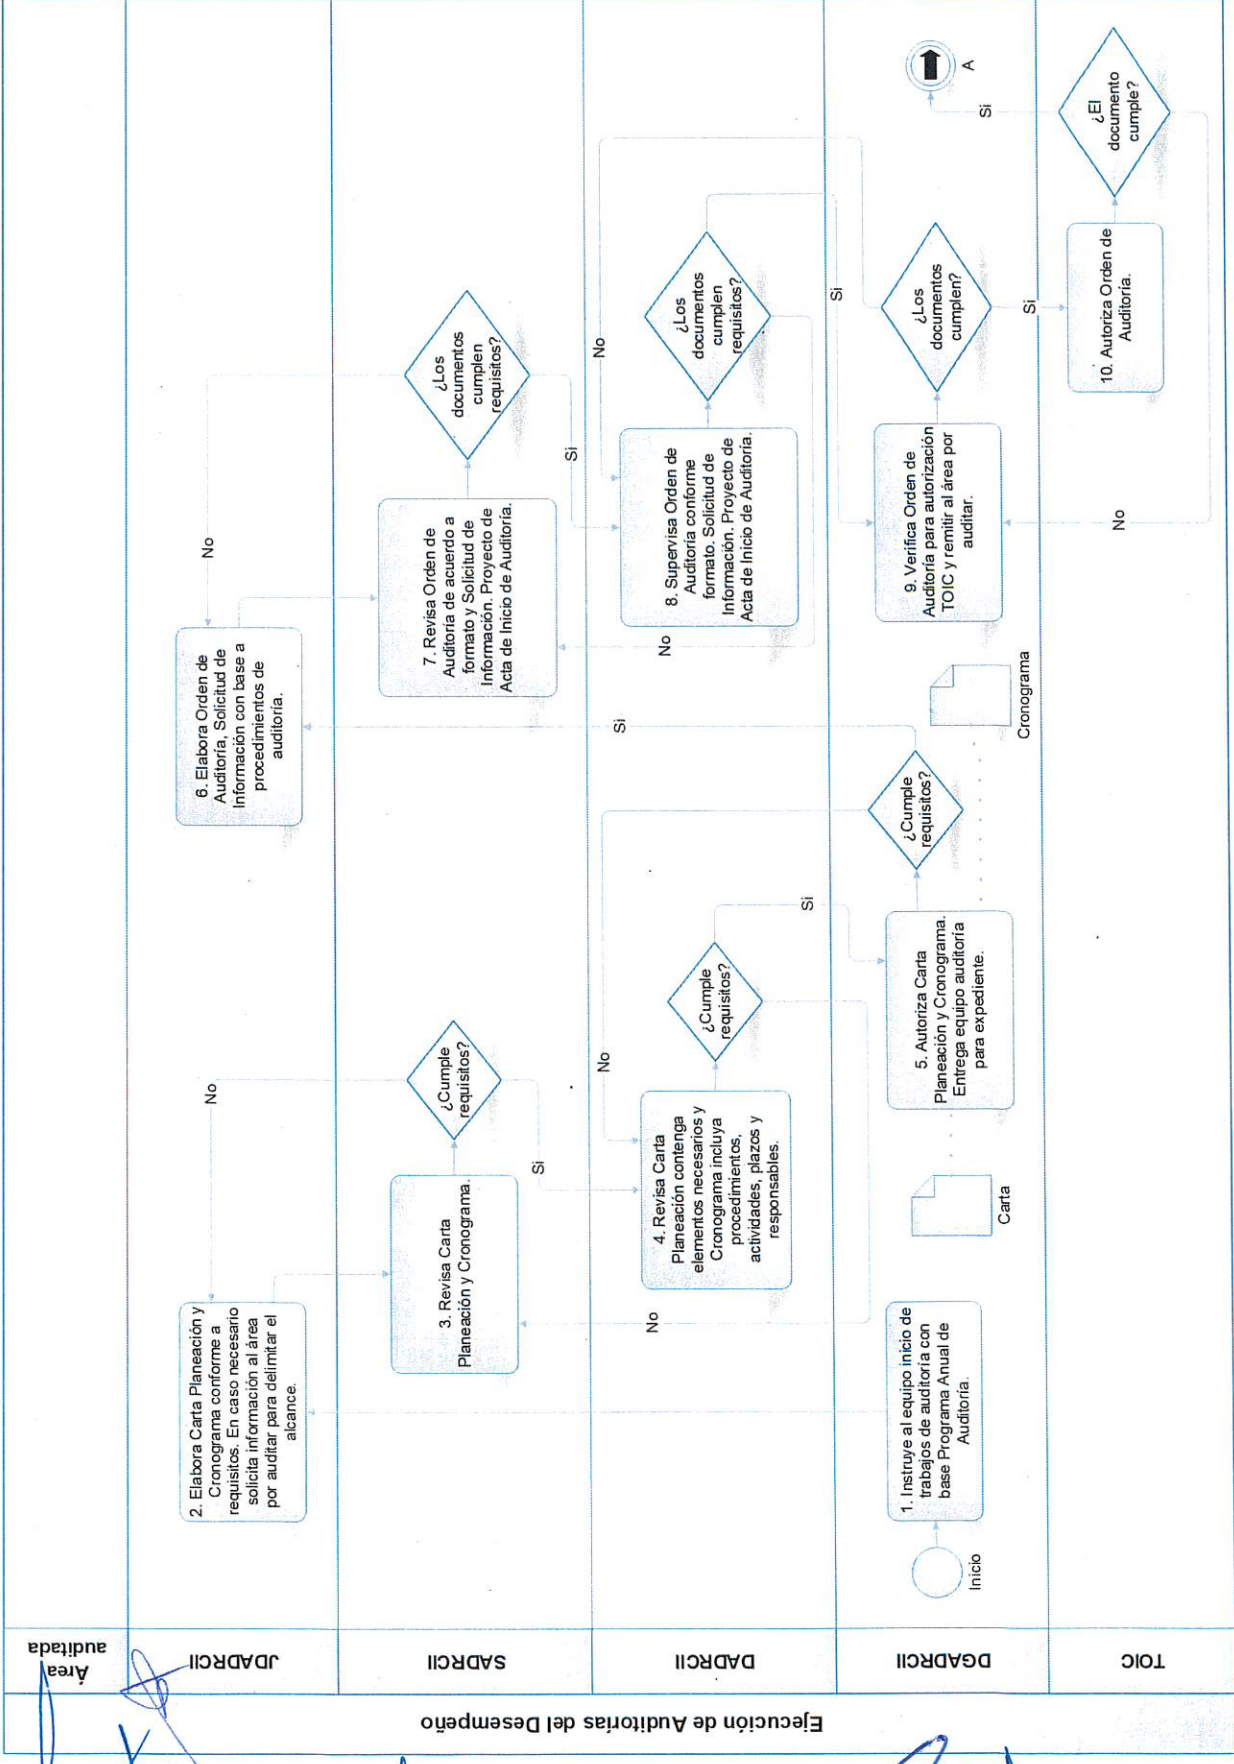 Ejecución de Auditorías del Desempeño
Área
auditada
JDADRCII
SADRCII
DADRCII
DGADRCII
TOIC
Inicio
1. Instruye al equipo inicio de
trabajos de auditoría con
base Programa Anual de
Auditoría.
2. Elabora Carta Planeación y
Cronograma conforme a
requisitos. En caso necesario
solicita información al área
por auditar para delimitar el
alcance.
No
3. Revisa Carta
Planeación y Cronograma.
¿Cumple
requisitos?
Si
No
4. Revisa Carta
Planeación contenga
elementos necesarios y
Cronograma incluya
procedimientos,
actividades, plazos y
responsables.
No
¿Cumple
requisitos?
Si
Carta
5. Autoriza Carta
Planeación y Cronograma.
Entrega equipo auditoría
para expediente.
¿Cumple
requisitos?
Cronograma
Si
6. Elabora Orden de
Auditoría, Solicitud de
Información con base a
procedimientos de
auditoría.
No
7. Revisa Orden de
Auditoría de acuerdo a
formato y Solicitud de
Información. Proyecto de
Acta de Inicio de Auditoría.
¿Los
documentos
cumplen
requisitos?
Si
No
8. Supervisa Orden de
Auditoría conforme
formato. Solicitud de
Información. Proyecto de
Acta de Inicio de Auditoría.
No
¿Los
documentos
cumplen
requisitos?
Si
9. Verifica Orden de
Auditoría para autorización
TOIC y remitir al área por
auditar.
¿Los
documentos
cumplen?
Si
No
10. Autoriza Orden de
Auditoría.
¿El
documento
cumple?
Si
A